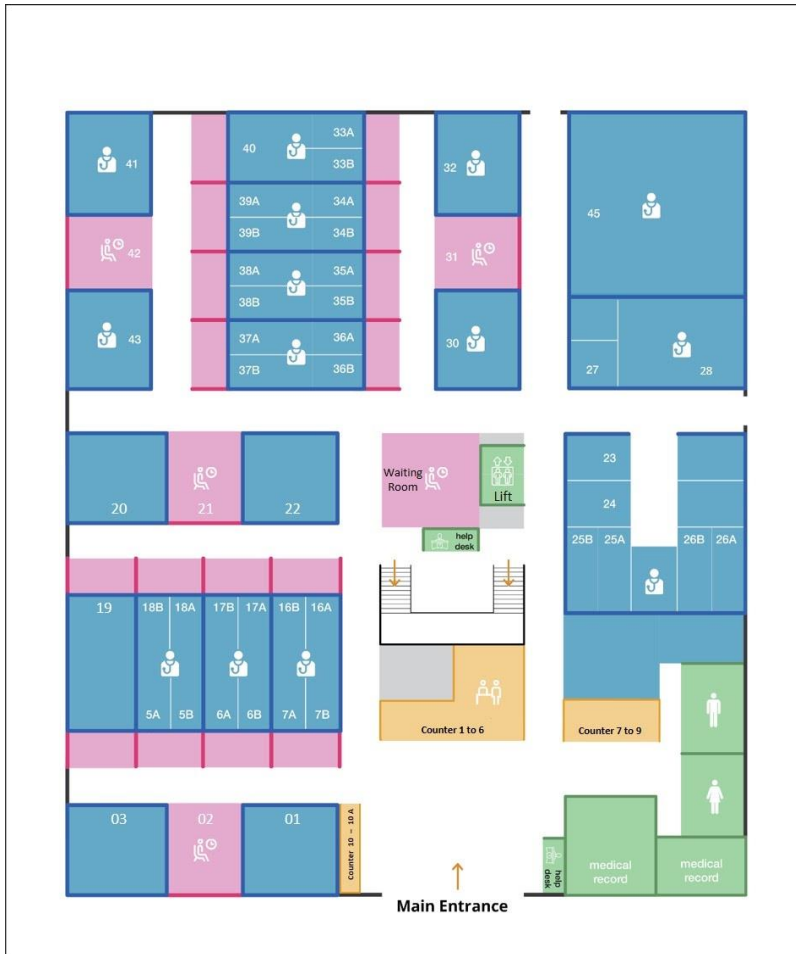 41
40
33A
33B
32
45
39A
34A
39B
34B
42
31
38A
35A
38B
35B
43
37A
36A
30
37B
36B
27
28
20
21
22
Waiting
Room
Lift
help
desk
23
24
25B
25A
26B
26A
19
18B
18A
17B
17A
16B
16A
5A
5B
6A
6B
7A
7B
Counter 1 to 6
Counter 7 to 9
03
02
01
Counter 10 – 10 A
help
desk
medical
record
medical
record
Main Entrance